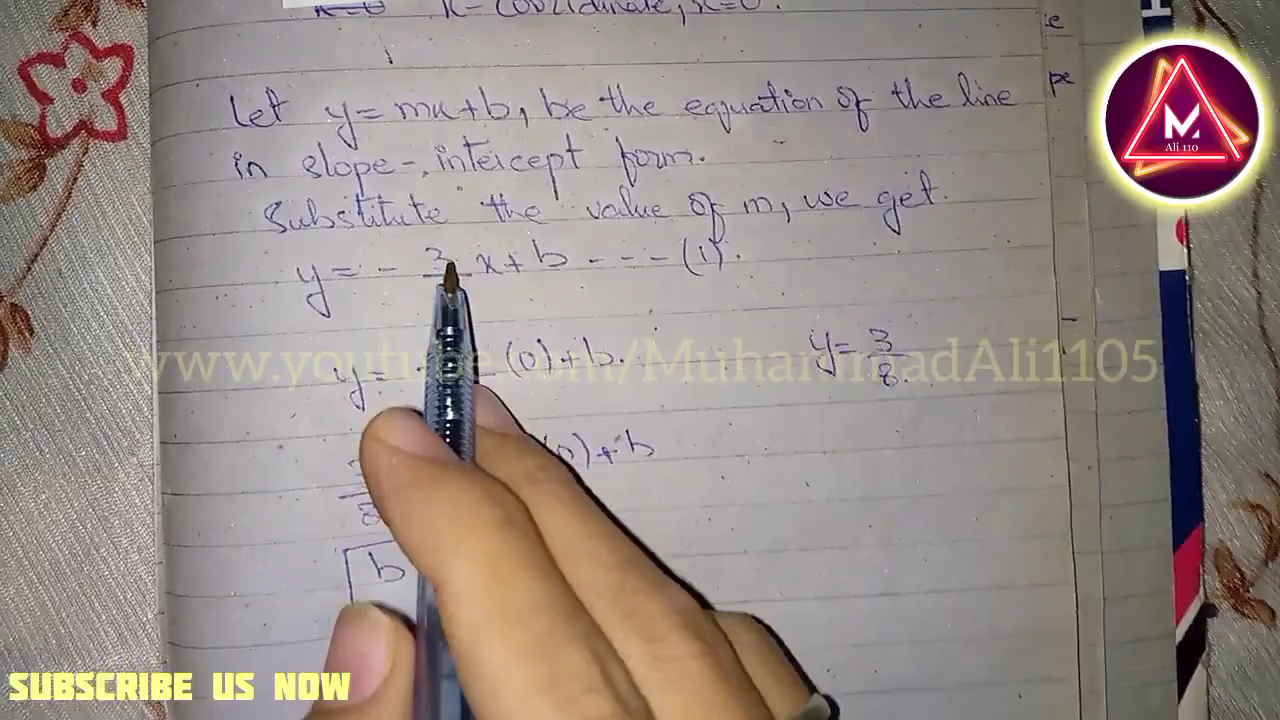 x-coordinate, x=0.
Let y = mx+b, be the equation of the line
in slope-intercept form.
Substitute the value of m, we get.
y = - 3 x + b - - - (1).
y = (0)+b. y = 3/8.
(0)+b
b
pe
M
Ali 110
www.youtube.com/MuhammadAli1105
SUBSCRIBE US NOW